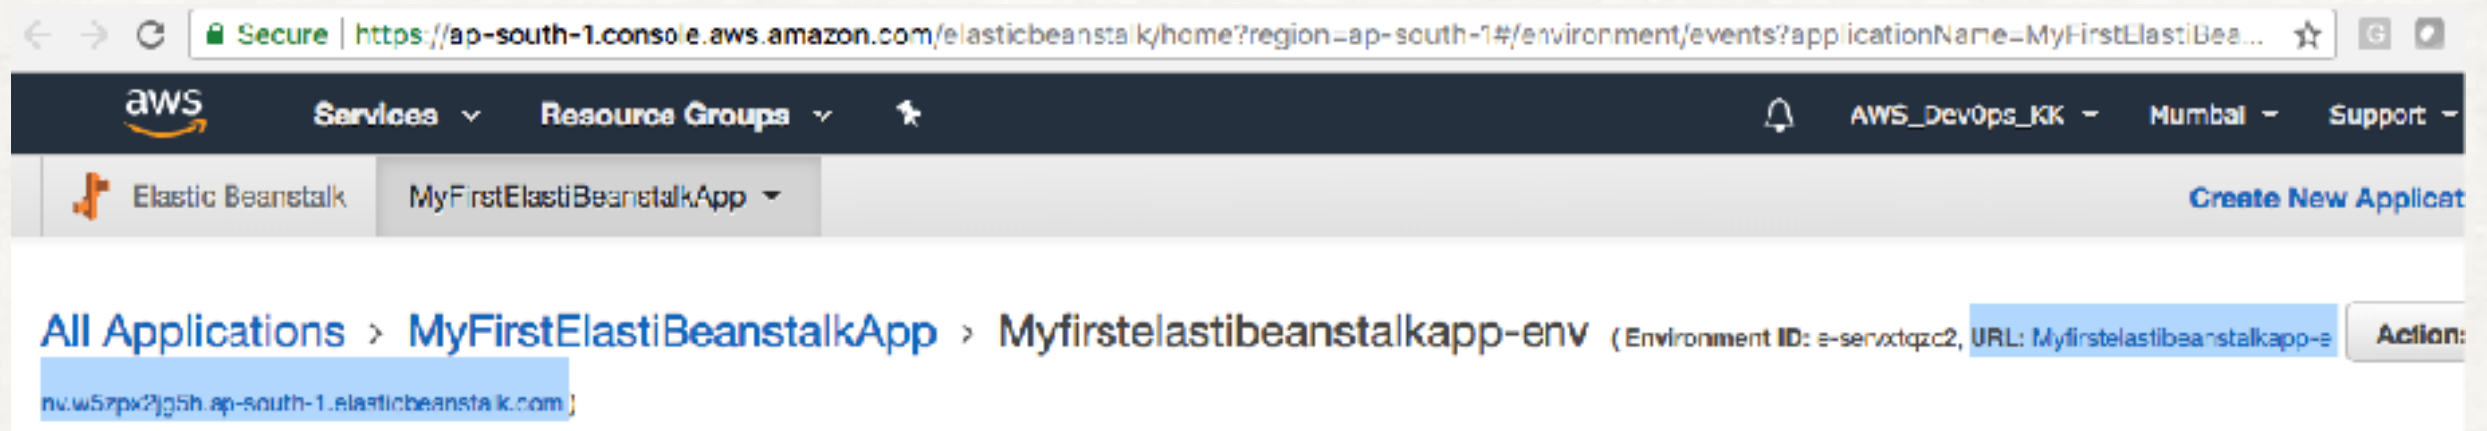 Secure | https://ap-south-1.console.aws.amazon.com/elasticbeanstalk/home?region=ap-south-1#/environment/events?applicationName=MyFirstElastiBea...
aws Services Resource Groups AWS_DevOps_KK Mumbai Support
Elastic Beanstalk MyFirstElastiBeanstalkApp Create New Applicat
All Applications > MyFirstElastiBeanstalkApp > Myfirstelastibeanstalkapp-env ( Environment ID: URL: Myfirstelastibeanstalkapp-e Action
nv.w5zpx2jg5h.ap-south-1.elasticbeanstalk.com )